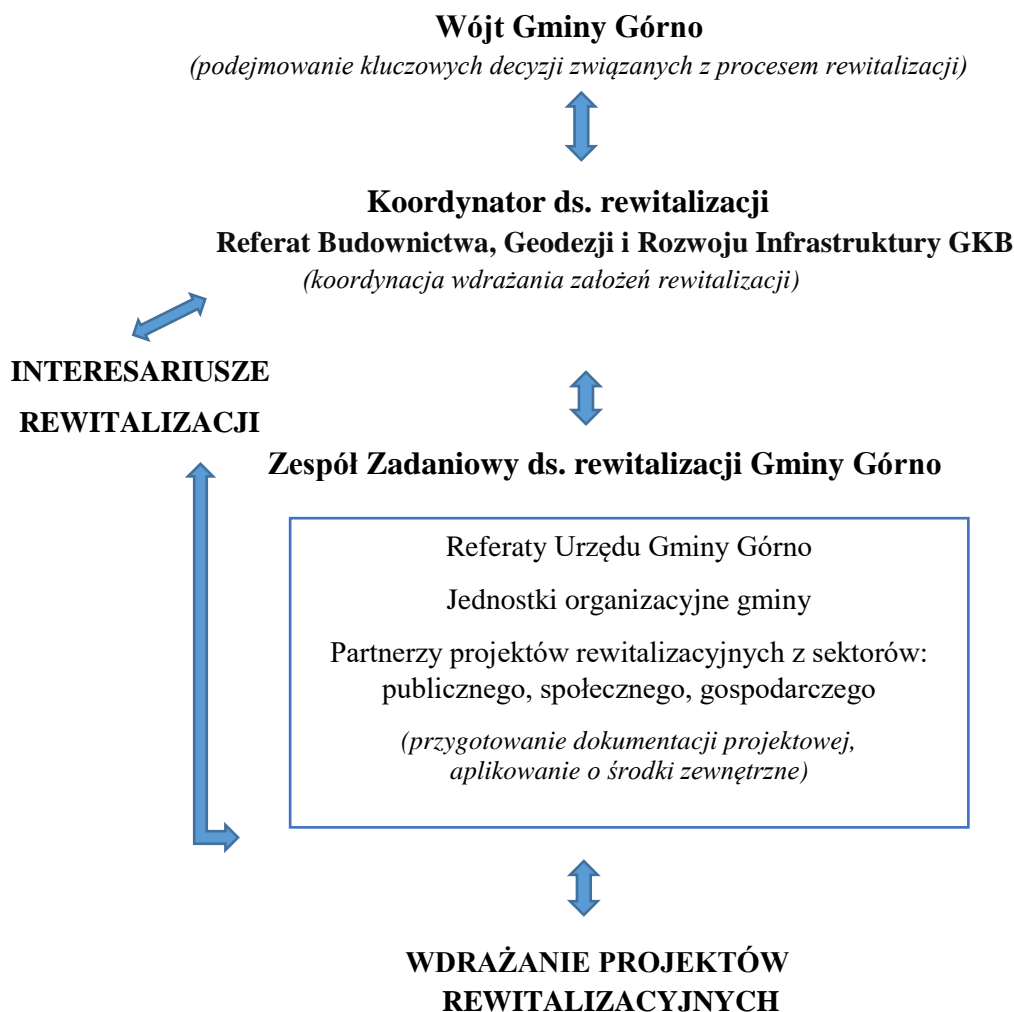 Wójt Gminy Górno
(podejmowanie kluczowych decyzji związanych z procesem rewitalizacji)
Koordynator ds. rewitalizacji
Referat Budownictwa, Geodezji i Rozwoju Infrastruktury GKB
(koordynacja wdrażania założeń rewitalizacji)
INTERESARIUSZE
REWITALIZACJI
Zespół Zadaniowy ds. rewitalizacji Gminy Górno
Referaty Urzędu Gminy Górno
Jednostki organizacyjne gminy
Partnerzy projektów rewitalizacyjnych z sektorów:
publicznego, społecznego, gospodarczego
(przygotowanie dokumentacji projektowej,
aplikowanie o środki zewnętrzne)
WDRAŻANIE PROJEKTÓW
REWITALIZACYJNYCH